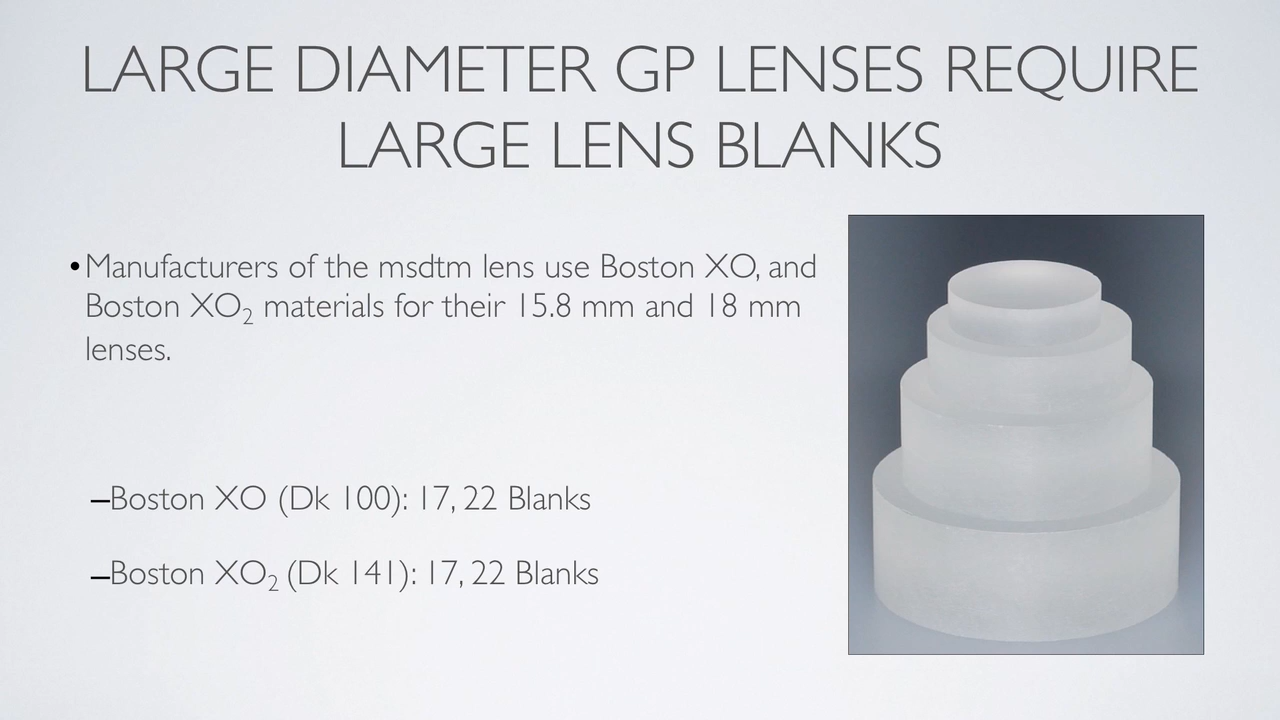 LARGE DIAMETER GP LENSES REQUIRE
LARGE LENS BLANKS
•Manufacturers of the msdtm lens use Boston XO, and
Boston XO₂ materials for their 15.8 mm and 18 mm
lenses.
–Boston XO (Dk 100): 17, 22 Blanks
–Boston XO₂ (Dk 141): 17, 22 Blanks